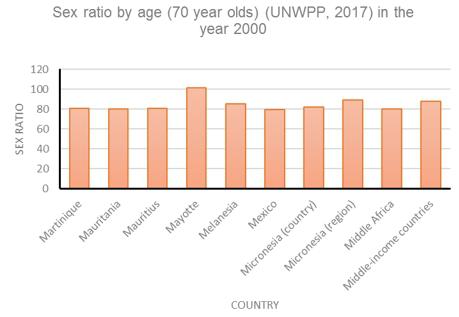 Sex ratio by age (70 year olds) (UNWPP, 2017) in the
year 2000
120
100
80
60
40
20
0
SEX RATIO
Martinique
Mauritania
Mauritius
Mayotte
Melanesia
Mexico
Micronesia (country)
Micronesia (region)
Middle Africa
Middle-income countries
COUNTRY